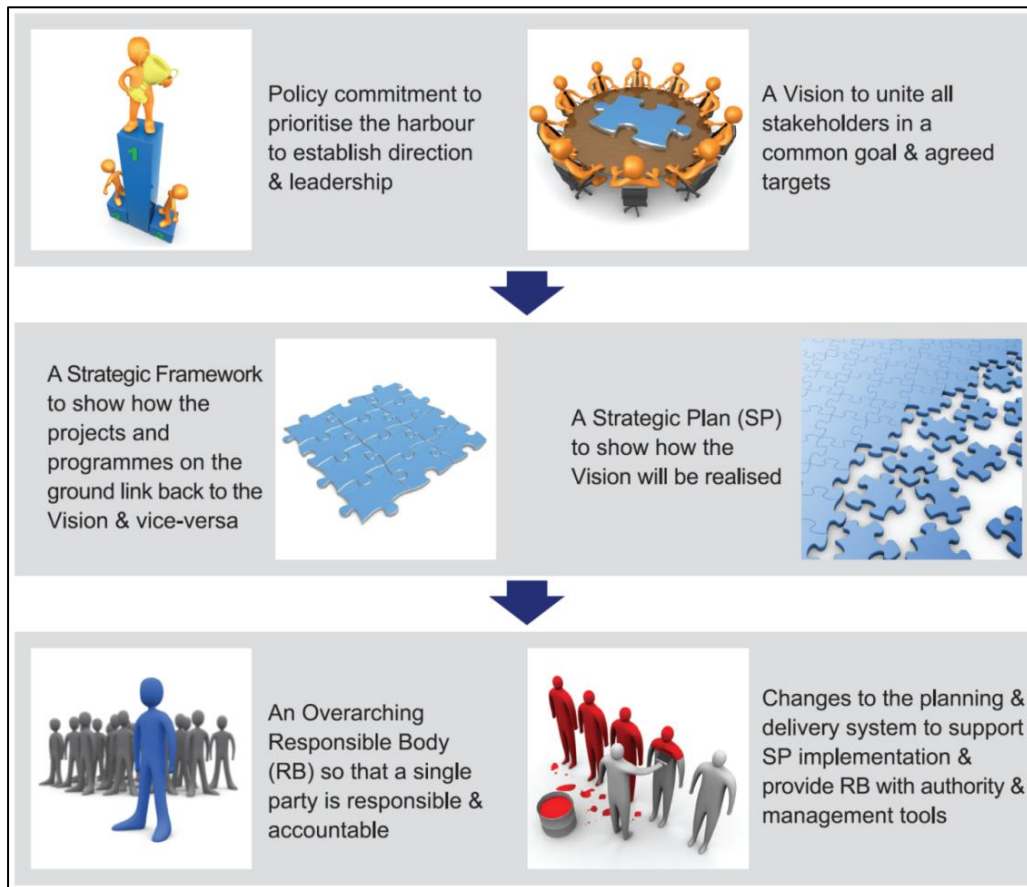 1
Policy commitment to
prioritise the harbour
to establish direction
& leadership
A Vision to unite all
stakeholders in a
common goal & agreed
targets
A Strategic Framework
to show how the
projects and
programmes on the
ground link back to the
Vision & vice-versa
A Strategic Plan (SP)
to show how the
Vision will be realised
An Overarching
Responsible Body
(RB) so that a single
party is responsible &
accountable
Changes to the planning &
delivery system to support
SP implementation &
provide RB with authority &
management tools